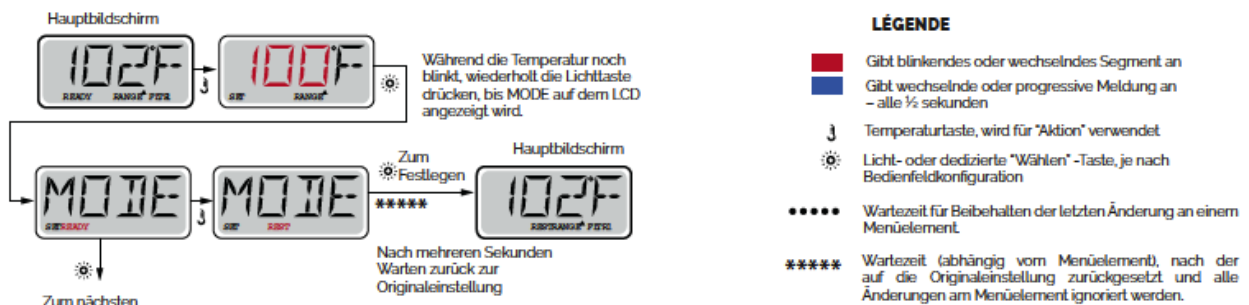 Hauptbildschirm
102°F
READY RANGE FTR1
100°F
SET RANGE
Während die Temperatur noch
blinkt, wiederholt die Lichttaste
drücken, bis MODE auf dem LCD
angezeigt wird.
MODE
SET READY
MODE
SET REST
Zum
Festlegen
*****
Hauptbildschirm
102°F
REST RANGE FTR1
Nach mehreren Sekunden
Warten zurück zur
Originaleinstellung
Zum nächsten
LÉGENDE
Gibt blinkendes oder wechselndes Segment an
Gibt wechselnde oder progressive Meldung an
– alle ½ sekunden
Temperaturtaste, wird für "Aktion" verwendet
Licht- oder dedizierte "Wählen" -Taste, je nach
Bedienfeldkonfiguration
••••• Wartezeit für Beibehalten der letzten Änderung an einem
Menüelement.
***** Wartezeit (abhängig vom Menüelement), nach der
auf die Originaleinstellung zurückgesetzt und alle
Änderungen am Menüelement ignoriert werden.